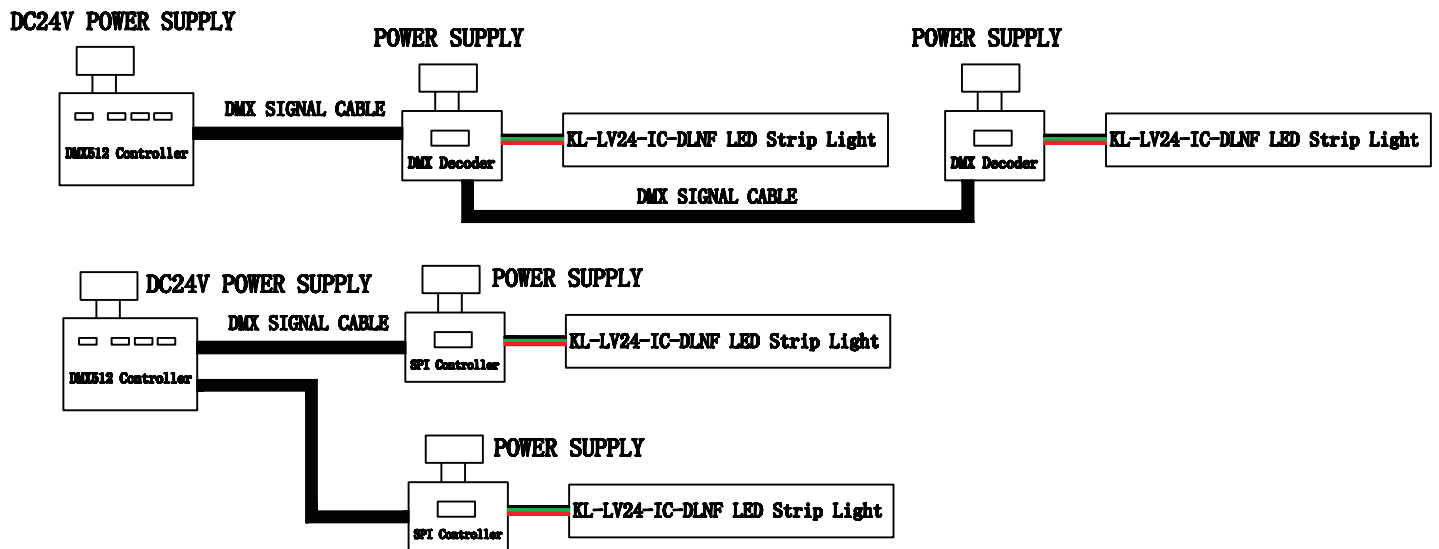 DC24V POWER SUPPLY
POWER SUPPLY
POWER SUPPLY
DMX SIGNAL CABLE
DMX512 Controller
DMX Decoder
KL-LV24-IC-DLNF LED Strip Light
DMX Decoder
KL-LV24-IC-DLNF LED Strip Light
DMX SIGNAL CABLE
DC24V POWER SUPPLY
POWER SUPPLY
DMX SIGNAL CABLE
DMX512 Controller
SPI Controller
KL-LV24-IC-DLNF LED Strip Light
POWER SUPPLY
SPI Controller
KL-LV24-IC-DLNF LED Strip Light